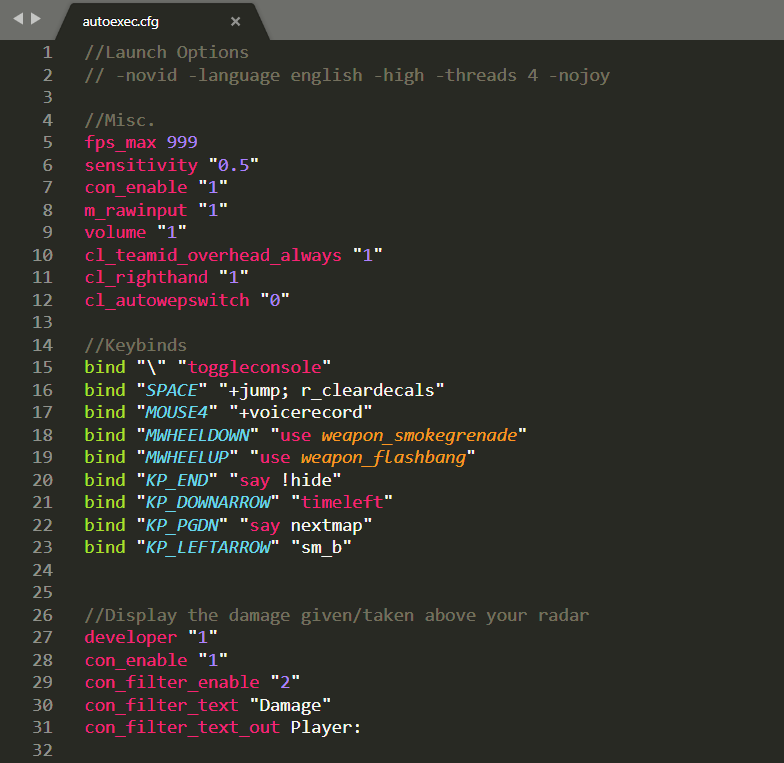 autoexec.cfg ×
1 //Launch Options
2 // -novid -language english -high -threads 4 -nojoy
3
4 //Misc.
5 fps_max 999
6 sensitivity "0.5"
7 con_enable "1"
8 m_rawinput "1"
9 volume "1"
10 cl_teamid_overhead_always "1"
11 cl_righthand "1"
12 cl_autowepswitch "0"
13
14 //Keybinds
15 bind "\" "toggleconsole"
16 bind "SPACE" "+jump; r_cleardecals"
17 bind "MOUSE4" "+voicerecord"
18 bind "MWHEELDOWN" "use weapon_smokegrenade"
19 bind "MWHEELUP" "use weapon_flashbang"
20 bind "KP_END" "say !hide"
21 bind "KP_DOWNARROW" "timeleft"
22 bind "KP_PGDN" "say nextmap"
23 bind "KP_LEFTARROW" "sm_b"
24
25
26 //Display the damage given/taken above your radar
27 developer "1"
28 con_enable "1"
29 con_filter_enable "2"
30 con_filter_text "Damage"
31 con_filter_text_out Player:
32